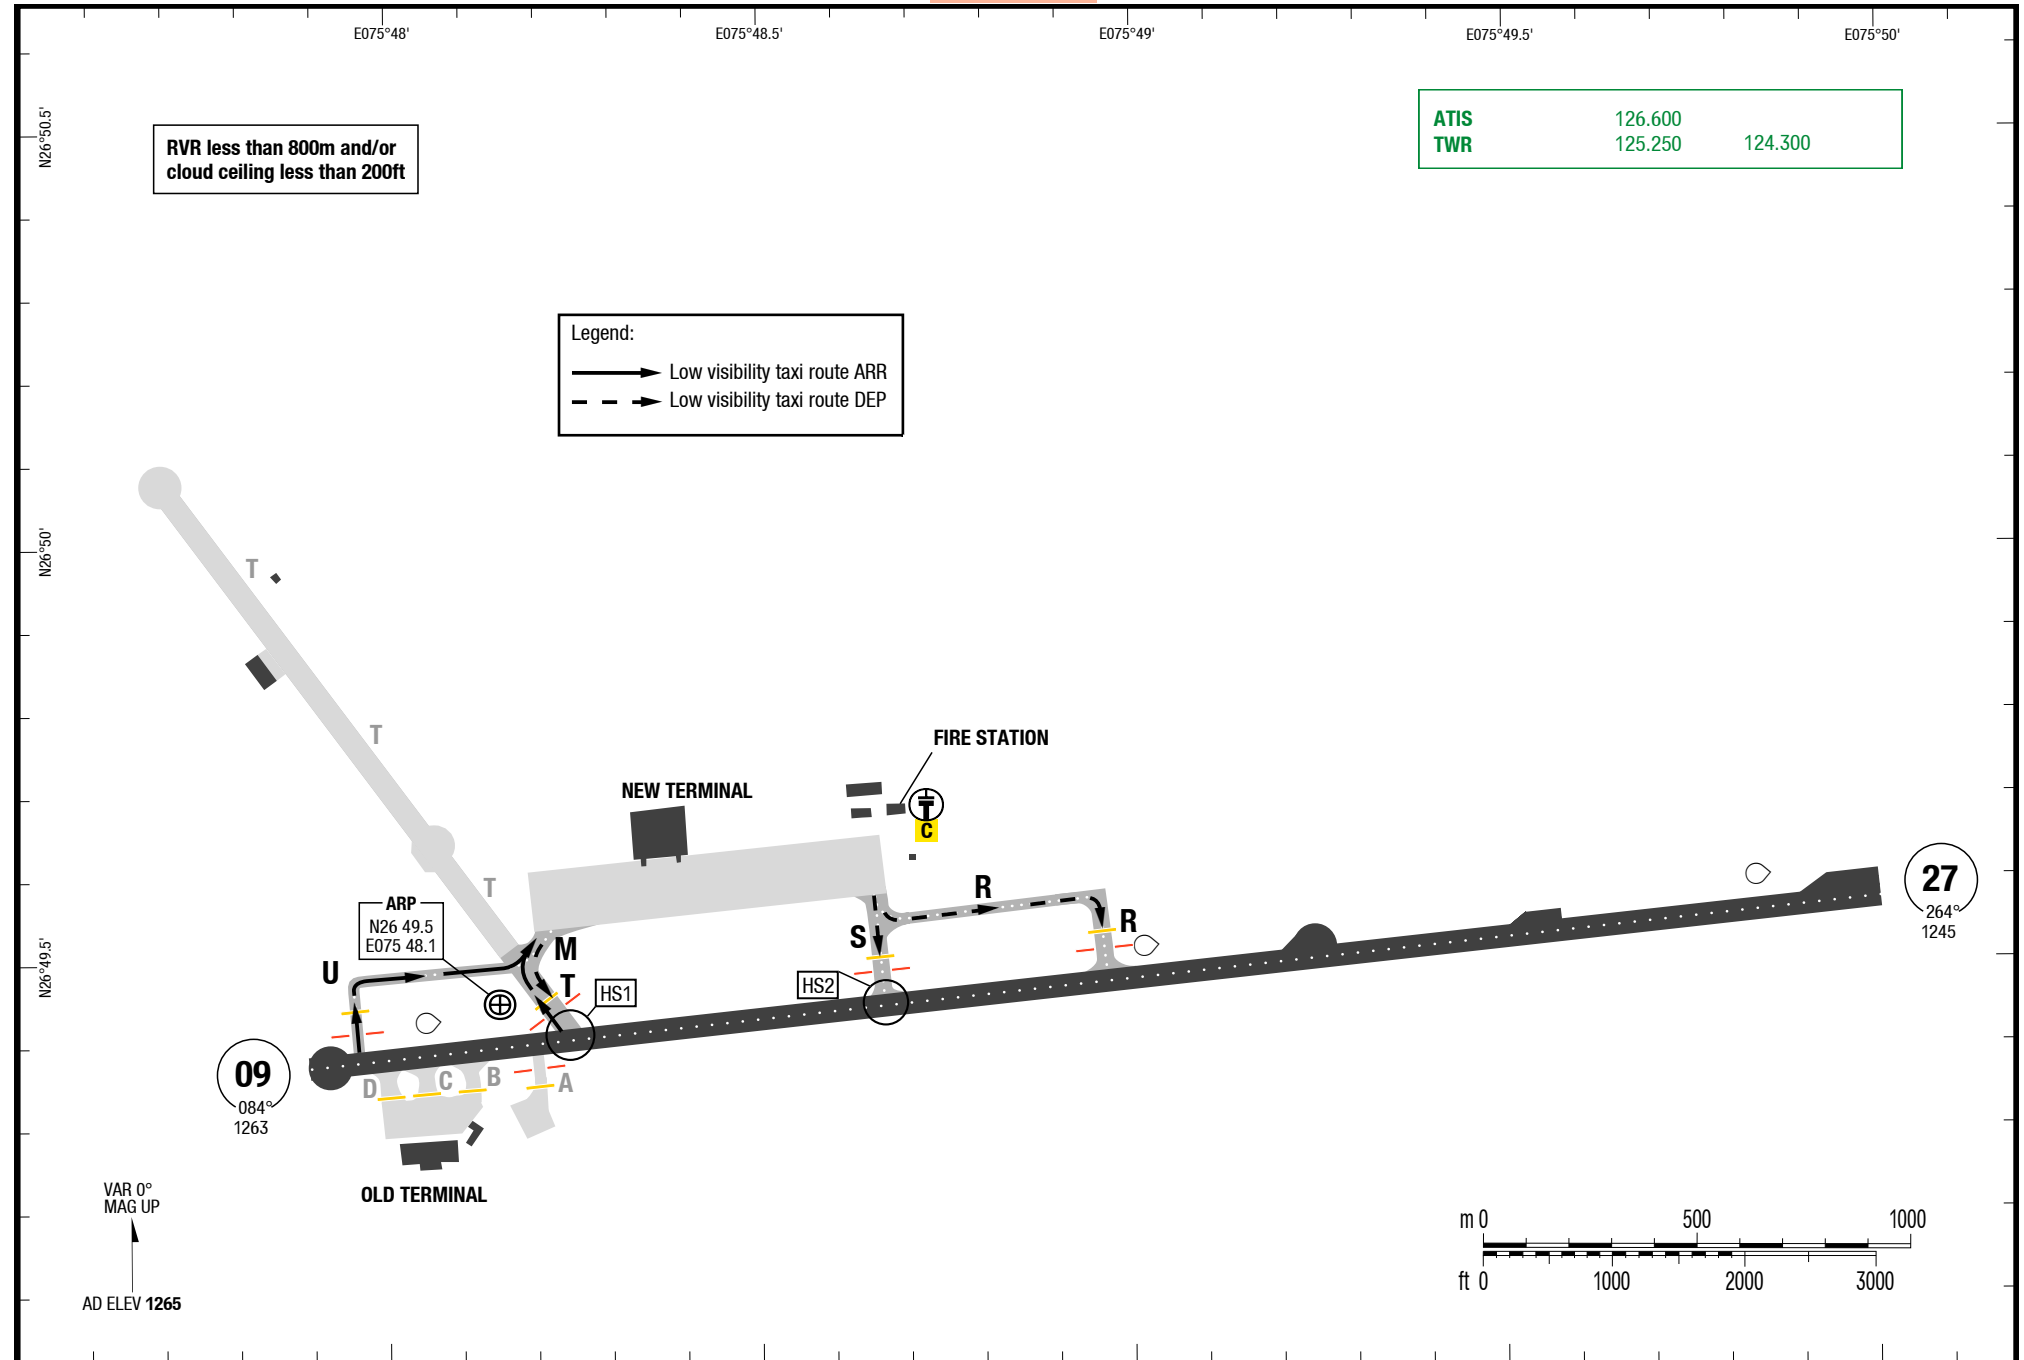 E075°48'
E075°48.5'
E075°49'
E075°49.5'
E075°50'
N26°50.5'
RVR less than 800m and/or
cloud ceiling less than 200ft
ATIS 126.600
TWR 125.250 124.300
Legend:
Low visibility taxi route ARR
Low visibility taxi route DEP
N26°50'
T
T
FIRE STATION
NEW TERMINAL
C
T
R
ARP
N26 49.5
E075 48.1
27
264°
1245
R
S
M
N26°49.5'
U
T
HS1
HS2
09
084°
1263
D
C
B
A
OLD TERMINAL
VAR 0°
MAG UP
AD ELEV 1265
m 0 500 1000
ft 0 1000 2000 3000